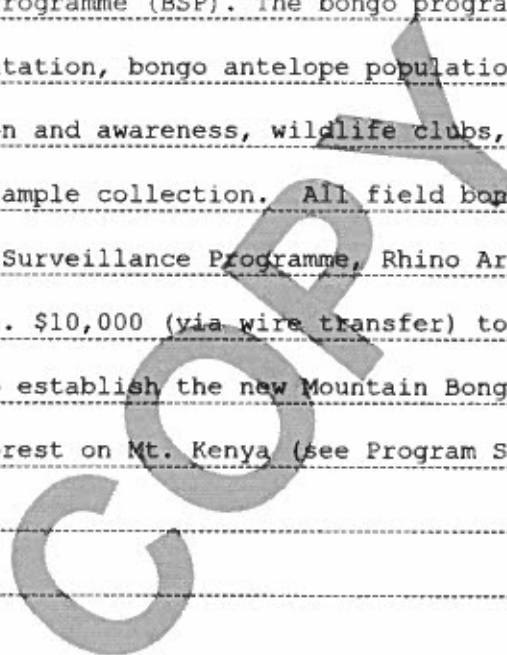 rogramme (BSP). The bongo progra
tation, bongo antelope populatio
n and awareness, wildlife clubs,
ample collection. All field bon
Surveillance Programme, Rhino Ar
. $10,000 (via wire transfer) to
establish the new Mountain Bong
rest on Mt. Kenya (see Program S
COPY